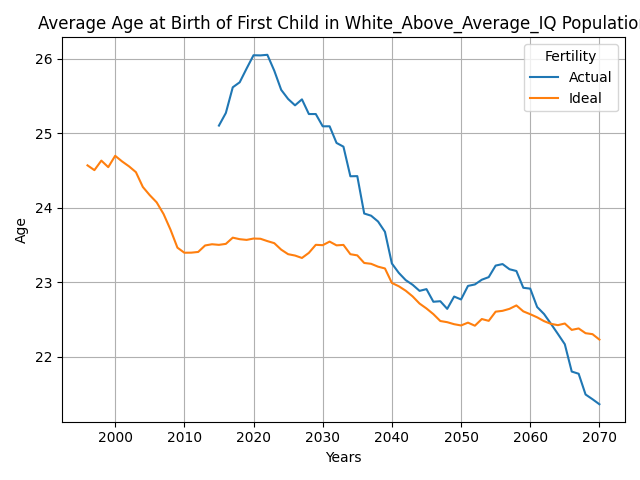 Average Age at Birth of First Child in White_Above_Average_IQ Population
Fertility
Actual
Ideal
Age
26
25
24
23
22
2000 2010 2020 2030 2040 2050 2060 2070
Years